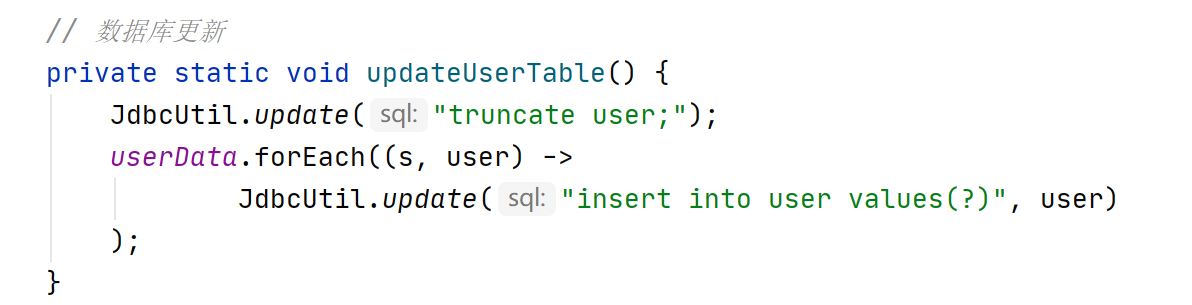 // 数据库更新
private static void updateUserTable() {
JdbcUtil.update( sql: "truncate user;");
userData.forEach((s, user) ->
JdbcUtil.update( sql: "insert into user values(?)", user)
);
}